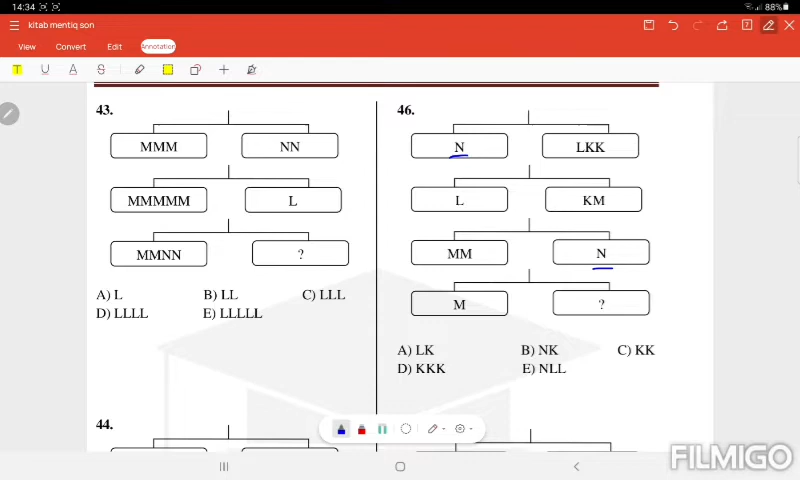 14:34
88%
kitab mentiq son
7
View Convert Edit Annotation
T U A S
43.
MMM NN
MMMMM L
MMNN ?
A) L B) LL C) LLL
D) LLLL E) LLLLL
44.
46.
N LKK
L KM
MM N
M ?
A) LK B) NK C) KK
D) KKK E) NLL
FILMIGO